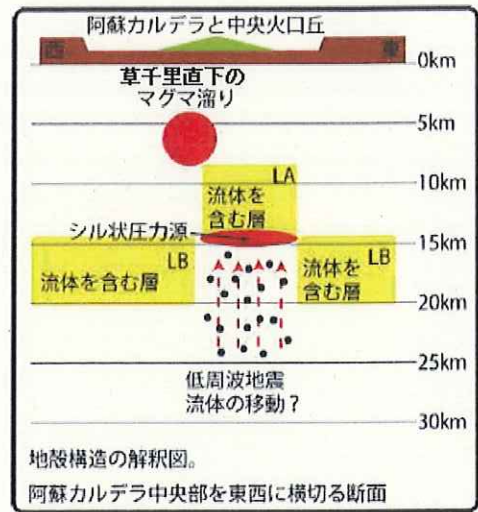 阿蘇カルデラと中央火口丘
西
東
0km
草千里直下の
マグマ溜り
5km
LA
10km
流体を
含む層
シル状圧力源
15km
LB
流体を含む層
LB
流体を
含む層
20km
25km
低周波地震
流体の移動？
30km
地殻構造の解釈図。
阿蘇カルデラ中央部を東西に横切る断面